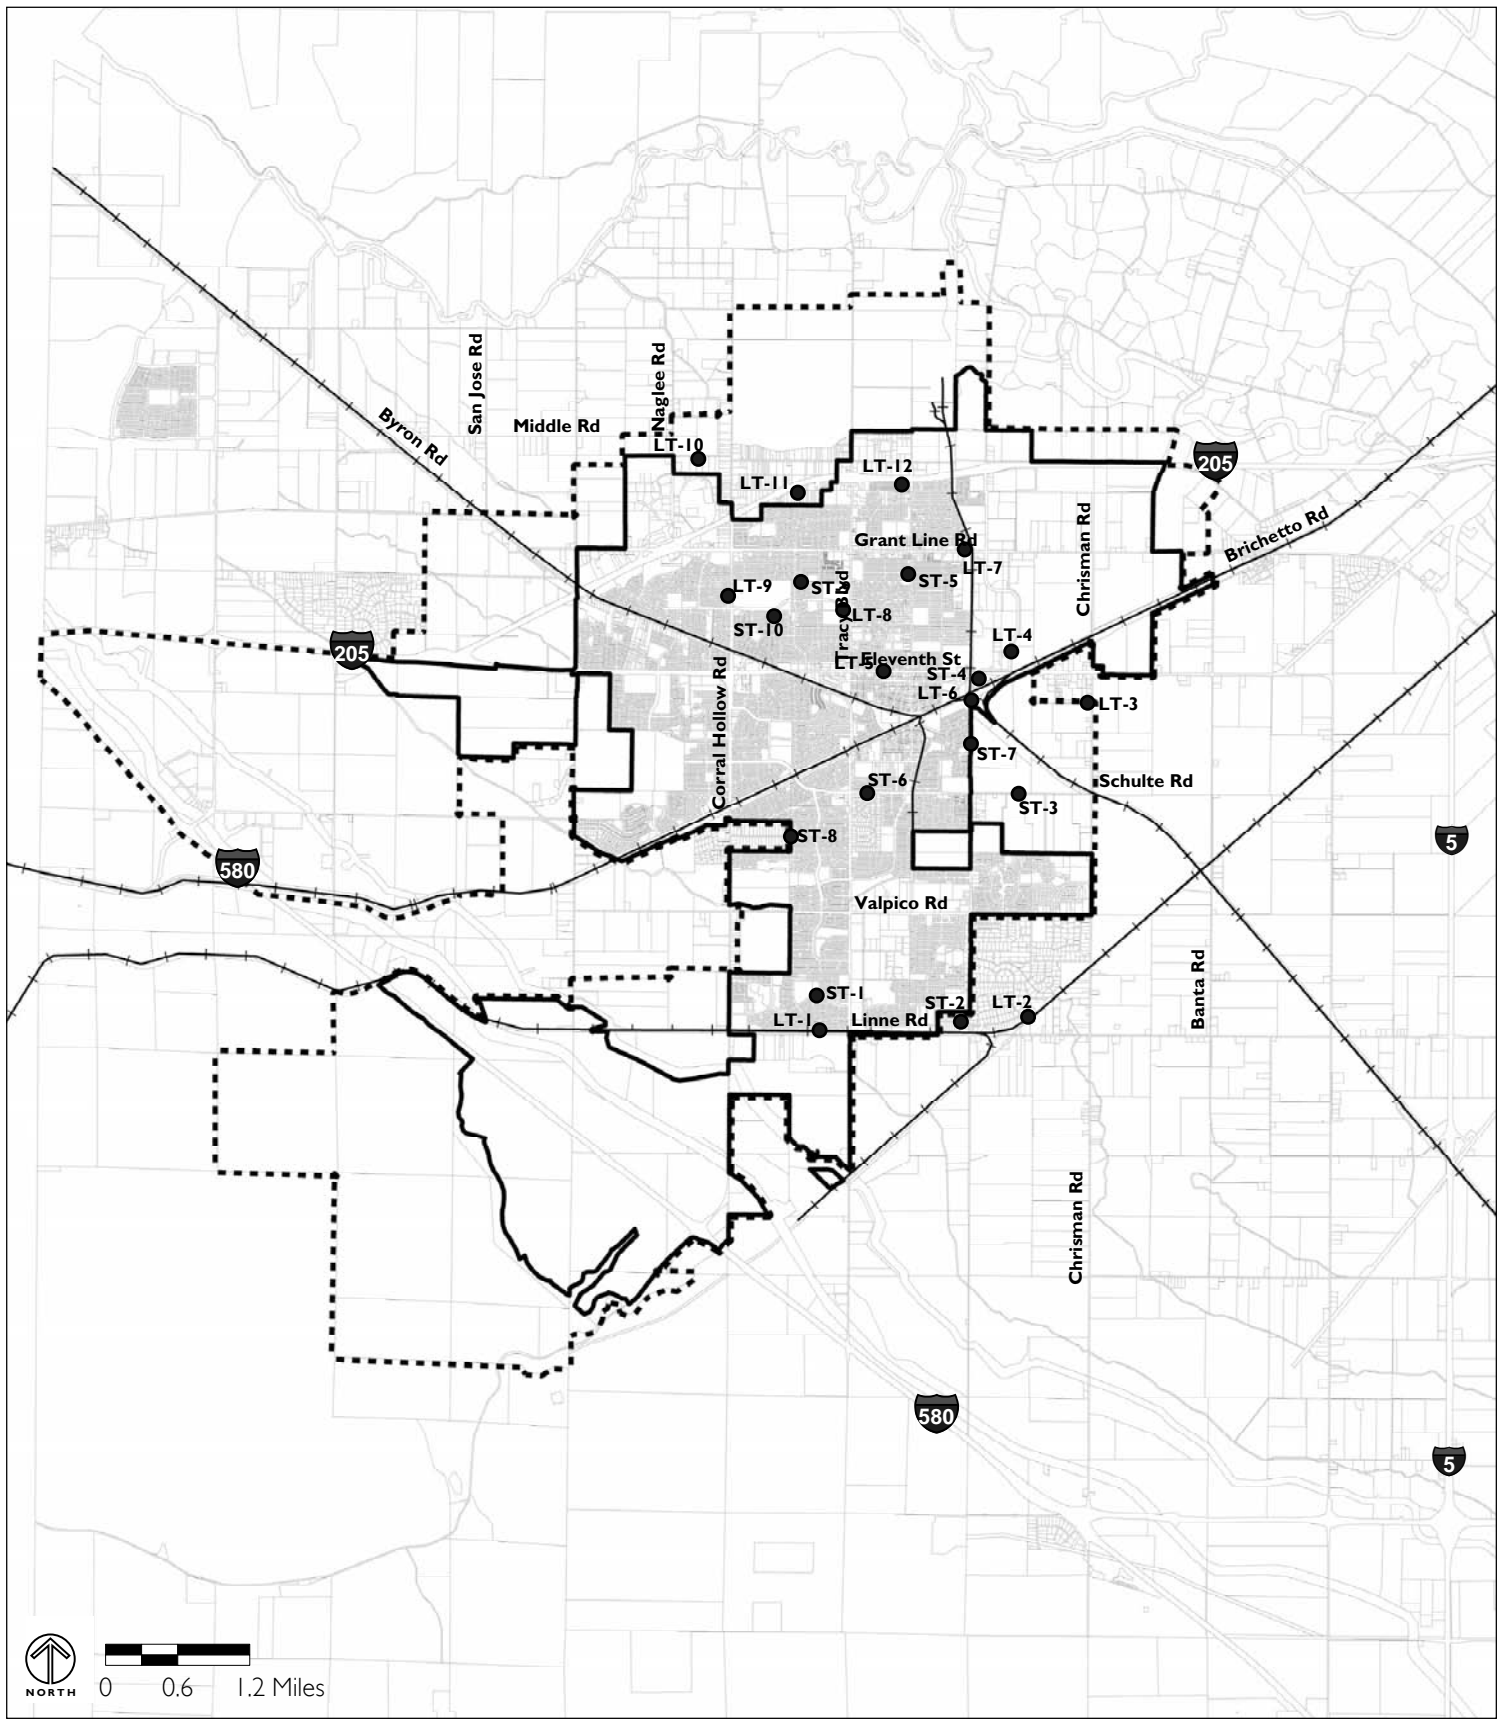 San Jose Rd
Naglee Rd
Byron Rd
Middle Rd
LT-10
LT-11
LT-12
205
Brichetto Rd
Chrisman Rd
Grant Line Rd
LT-7
LT-9
ST-5
Tracy Blvd
LT-8
ST-10
LT-4
205
LT-5
Eleventh St
ST-4
LT-6
LT-3
Corral Hollow Rd
ST-7
ST-6
Schulte Rd
ST-3
ST-8
5
580
Valpico Rd
Banta Rd
ST-1
ST-2
LT-2
LT-1
Linne Rd
Chrisman Rd
580
5
NORTH
0 0.6 1.2 Miles